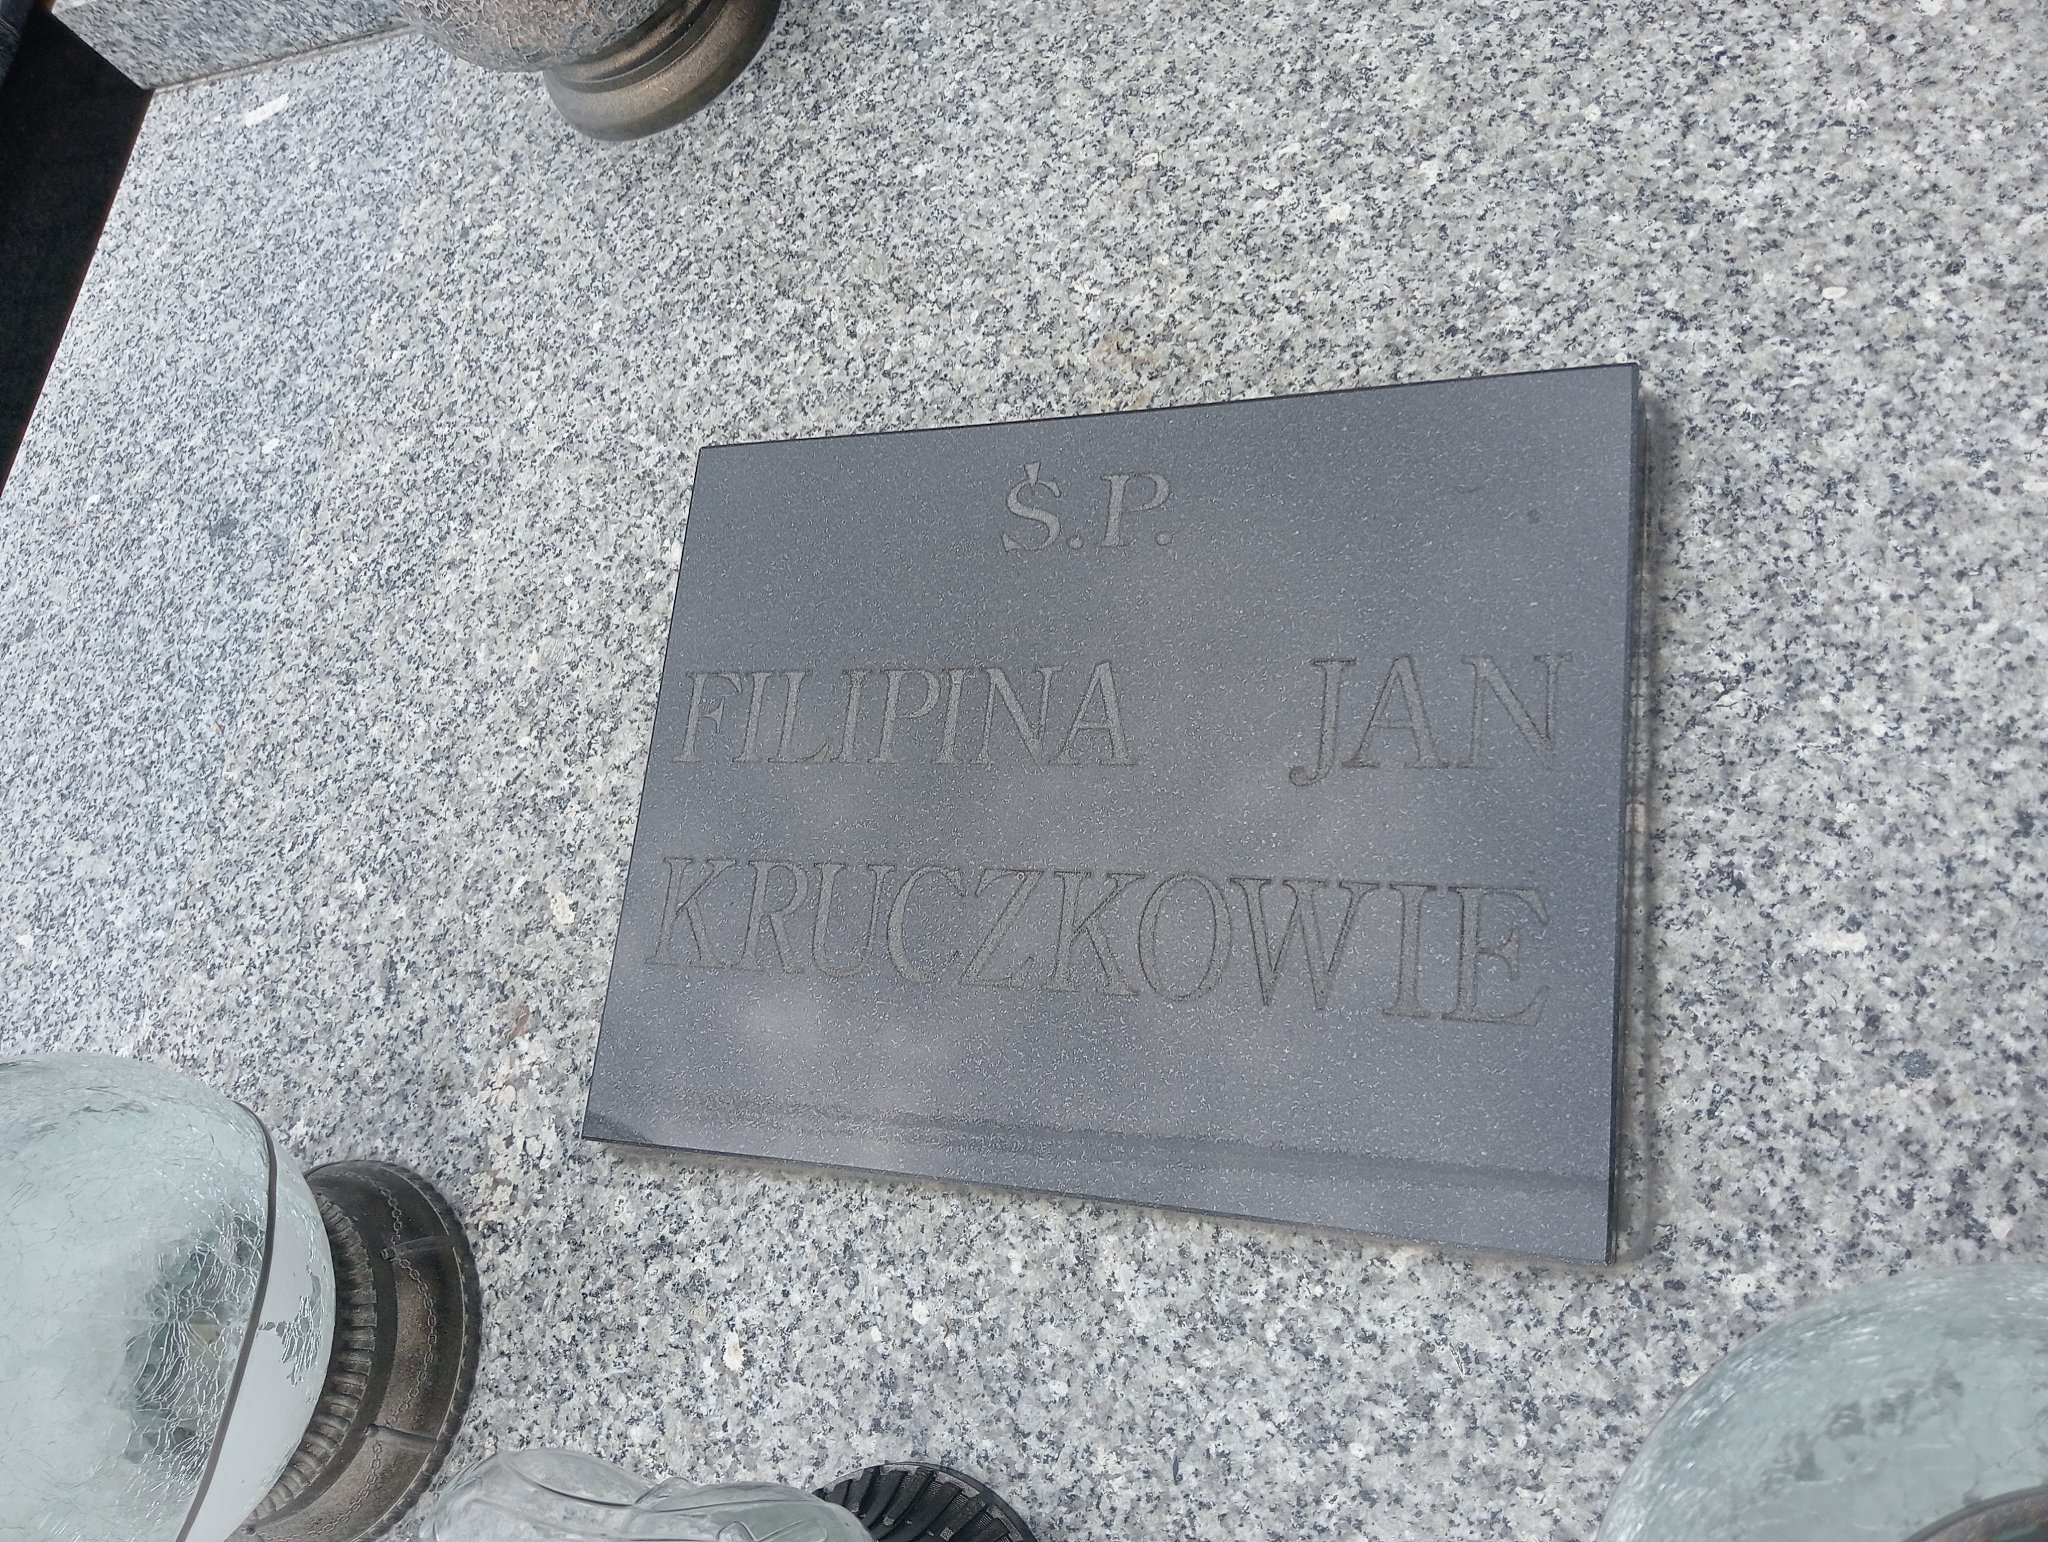 Ś.P.
FILIPINA JAN
KRUCZKOWIE